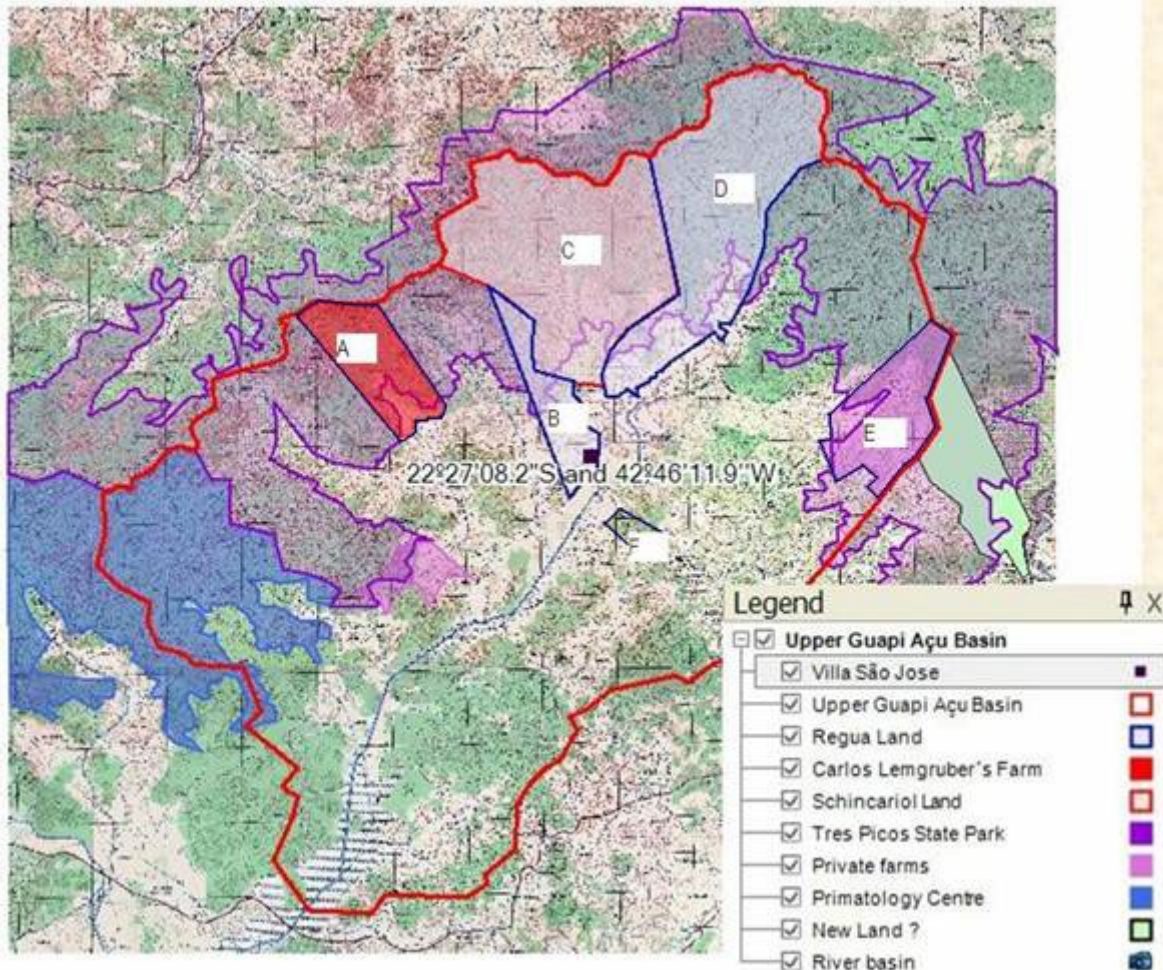 D
C
A
B
E
22º27'08.2"S and 42º46'11.9"W
Legend
Upper Guapi Açu Basin
Villa São Jose
Upper Guapi Açu Basin
Regua Land
Carlos Lemgruber's Farm
Schincariol Land
Tres Picos State Park
Private farms
Primatology Centre
New Land ?
River basin